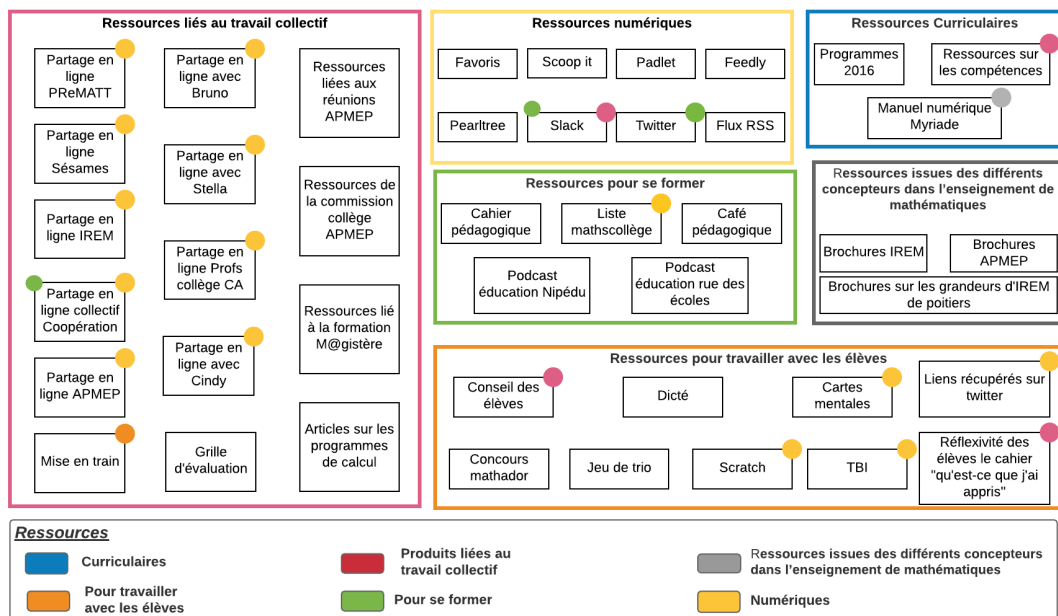 Ressources liés au travail collectif
Partage en
ligne
PReMATT
Partage en
ligne avec
Bruno
Ressources
liées aux
réunions
APMEP
Partage en
ligne
Sésames
Partage en
ligne avec
Stella
Ressources de
la commission
collège
APMEP
Partage en
ligne IREM
Partage en
ligne Profs
collège CA
Partage en
ligne collectif
Coopération
Ressources lié
à la formation
M@gistère
Partage en
ligne avec
Cindy
Partage en
ligne APMEP
Mise en train
Grille
d'évaluation
Articles sur les
programmes
de calcul
Ressources numériques
Favoris
Scoop it
Padlet
Feedly
Pearltree
Slack
Twitter
Flux RSS
Ressources Curriculaires
Programmes
2016
Ressources sur
les compétences
Manuel numérique
Myriade
Ressources pour se former
Cahier
pédagogique
Liste
mathscollège
Café
pédagogique
Podcast
éducation Nipédu
Podcast
éducation rue des
écoles
Ressources issues des différents
concepteurs dans l'enseignement de
mathématiques
Brochures IREM
Brochures
APMEP
Brochures sur les grandeurs d'IREM
de poitiers
Ressources pour travailler avec les élèves
Conseil des
élèves
Dicté
Cartes
mentales
Liens récupérés sur
twitter
Concours
mathador
Jeu de trio
Scratch
TBI
Réflexivité des
élèves le cahier
"qu'est-ce que j'ai
appris"
Ressources
Curriculaires
Produits liées au
travail collectif
Ressources issues des différents concepteurs
dans l'enseignement de mathématiques
Pour travailler
avec les élèves
Pour se former
Numériques